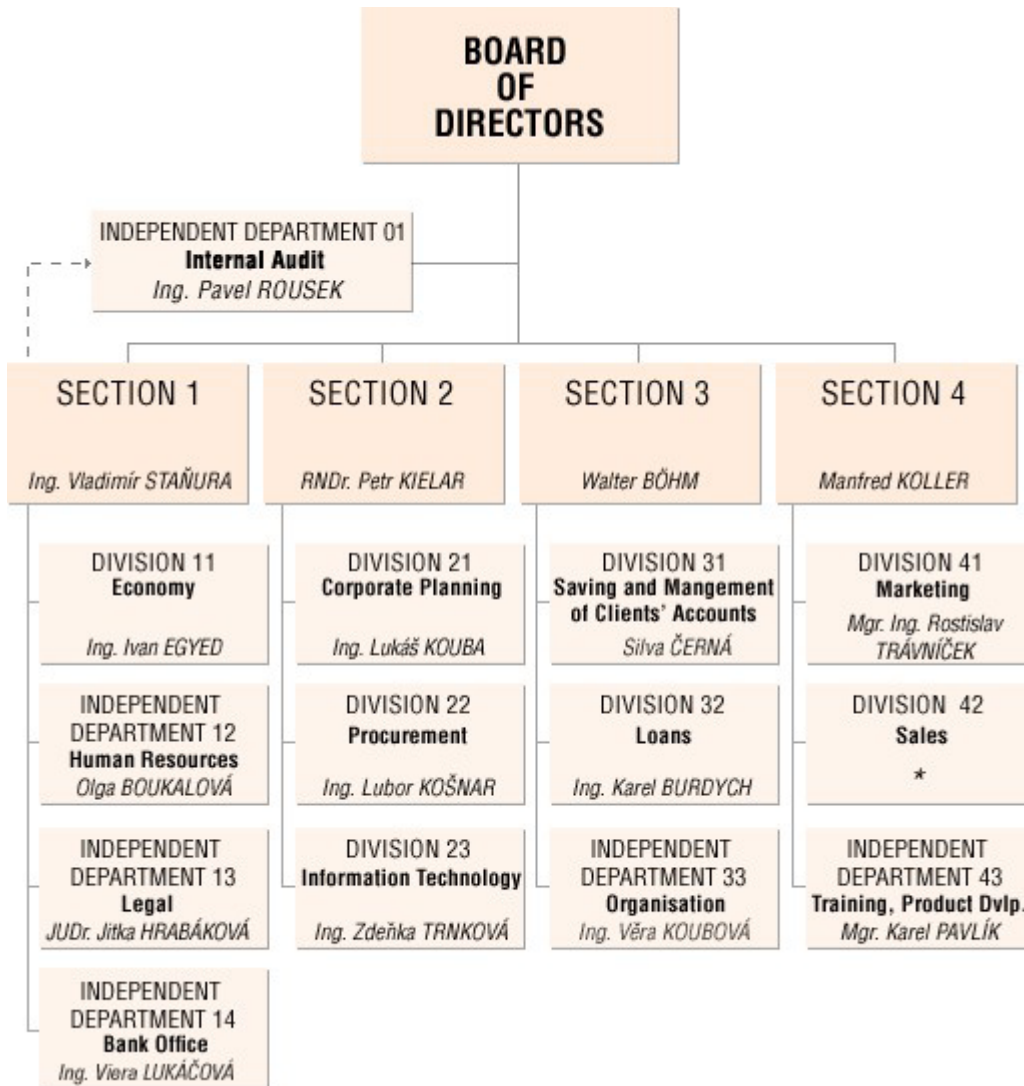 BOARD
OF
DIRECTORS
INDEPENDENT DEPARTMENT 01
Internal Audit
Ing. Pavel ROUSEK
SECTION 1
Ing. Vladimír STAŇURA
SECTION 2
RNDr. Petr KIELAR
SECTION 3
Walter BÖHM
SECTION 4
Manfred KOLLER
DIVISION 11
Economy
Ing. Ivan EGYED
INDEPENDENT
DEPARTMENT 12
Human Resources
Olga BOUKALOVÁ
INDEPENDENT
DEPARTMENT 13
Legal
JUDr. Jitka HRABÁKOVÁ
INDEPENDENT
DEPARTMENT 14
Bank Office
Ing. Viera LUKÁČOVÁ
DIVISION 21
Corporate Planning
Ing. Lukáš KOUBA
DIVISION 22
Procurement
Ing. Lubor KOŠNAR
DIVISION 23
Information Technology
Ing. Zdeňka TRNKOVÁ
DIVISION 31
Saving and Mangement
of Clients' Accounts
Silva ČERNÁ
DIVISION 32
Loans
Ing. Karel BURDYCH
INDEPENDENT
DEPARTMENT 33
Organisation
Ing. Věra KOUBOVÁ
DIVISION 41
Marketing
Mgr. Ing. Rostislav
TRÁVNÍČEK
DIVISION 42
Sales
*
INDEPENDENT
DEPARTMENT 43
Training, Product Dvlp.
Mgr. Karel PAVLÍK